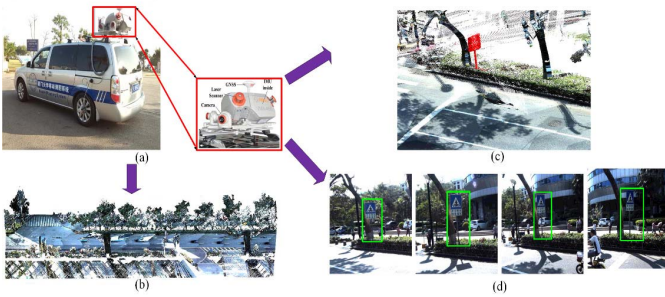 GNSS
IMU
inside
Laser
Scanner
Camera
(a)
(c)
(b)
(d)